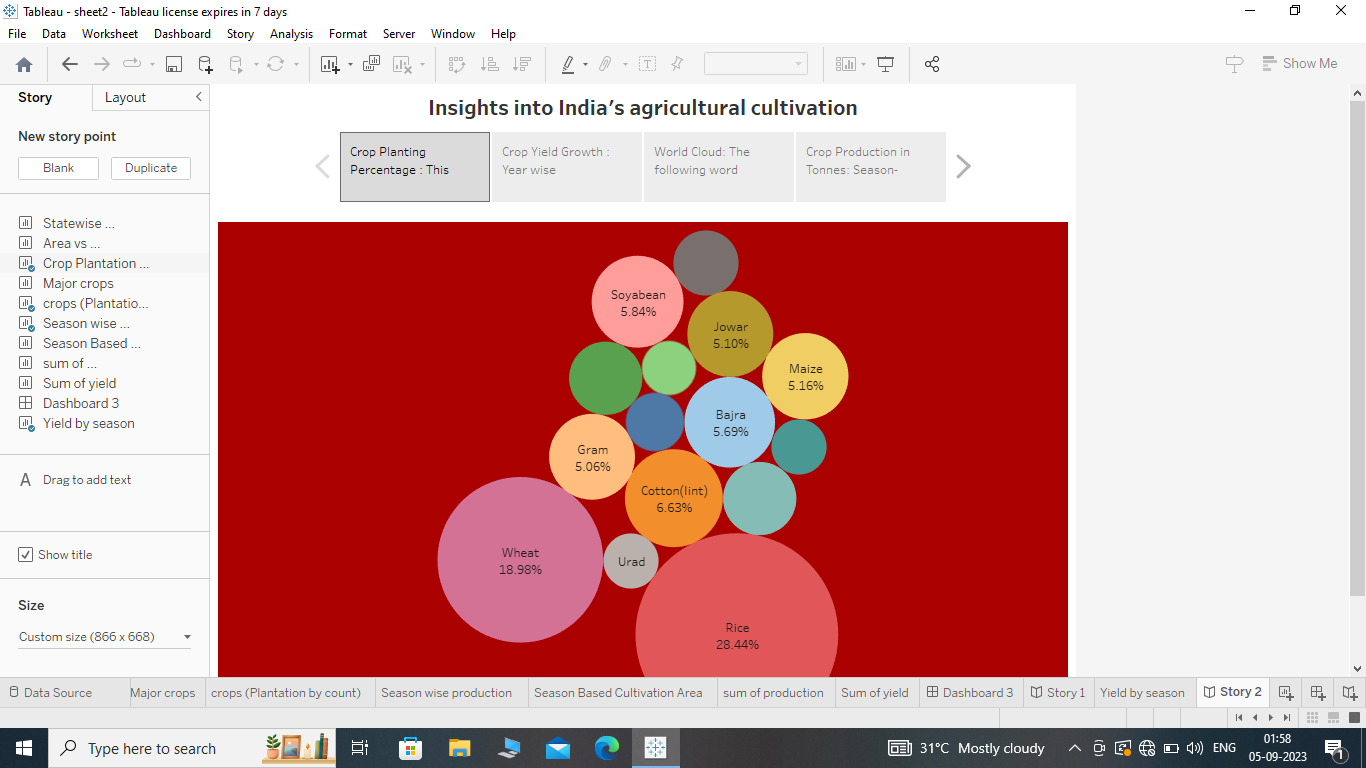 Tableau - sheet2 - Tableau license expires in 7 days
File Data Worksheet Dashboard Story Analysis Format Server Window Help
Show Me
Story Layout
New story point
Blank Duplicate
Statewise ...
Area vs ...
Crop Plantation ...
Major crops
crops (Plantatio...
Season wise ...
Season Based ...
sum of ...
Sum of yield
Dashboard 3
Yield by season
A Drag to add text
Show title
Size
Custom size (866 x 668)
Insights into India's agricultural cultivation
Crop Planting
Percentage : This
Crop Yield Growth :
Year wise
World Cloud: The
following word
Crop Production in
Tonnes: Season-
Soyabean
5.84%
Jowar
5.10%
Maize
5.16%
Bajra
5.69%
Gram
5.06%
Cotton(lint)
6.63%
Wheat
18.98%
Urad
Rice
28.44%
Data Source Major crops crops (Plantation by count) Season wise production Season Based Cultivation Area sum of production Sum of yield Dashboard 3 Story 1 Yield by season Story 2
Type here to search
31°C Mostly cloudy
ENG
01:58
05-09-2023
1